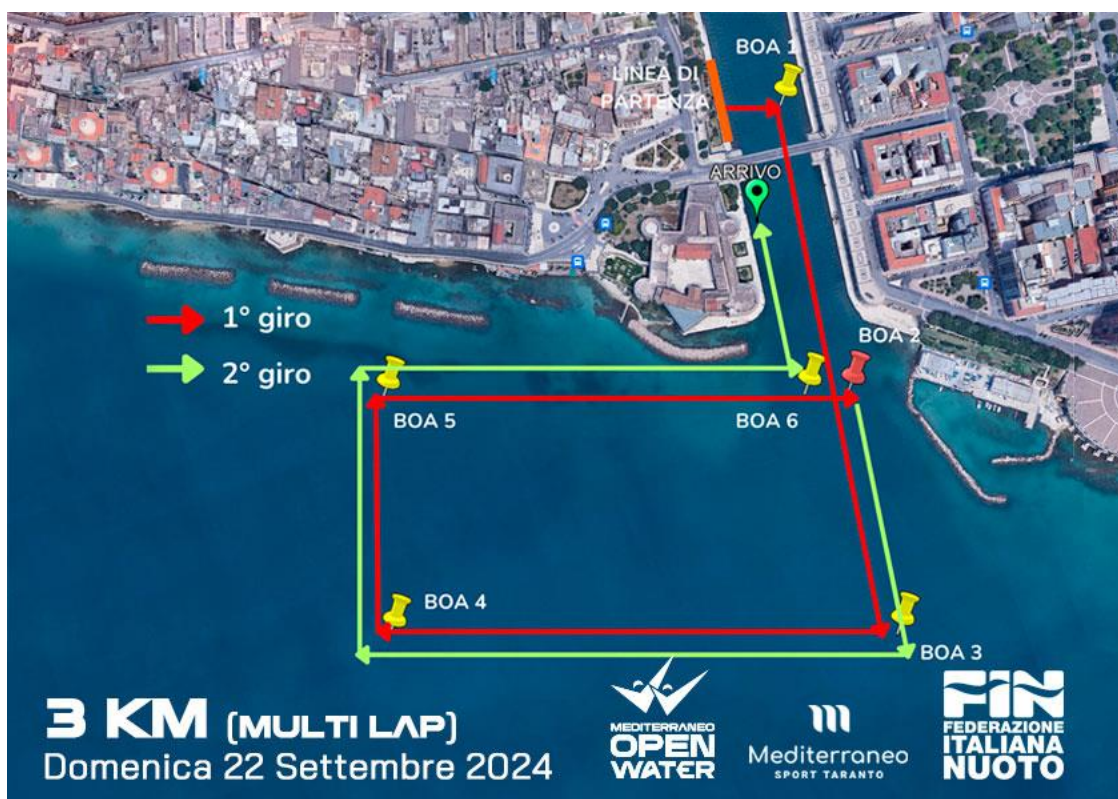 BOA 1
LINEA DI
PARTENZA
ARRIVO
1° giro
2° giro
BOA 2
BOA 5
BOA 6
BOA 4
BOA 3
3 KM (MULTI LAP)
Domenica 22 Settembre 2024
MEDITERRANEO
OPEN
WATER
Mediterraneo
SPORT TARANTO
FIN
FEDERAZIONE
ITALIANA
NUOTO